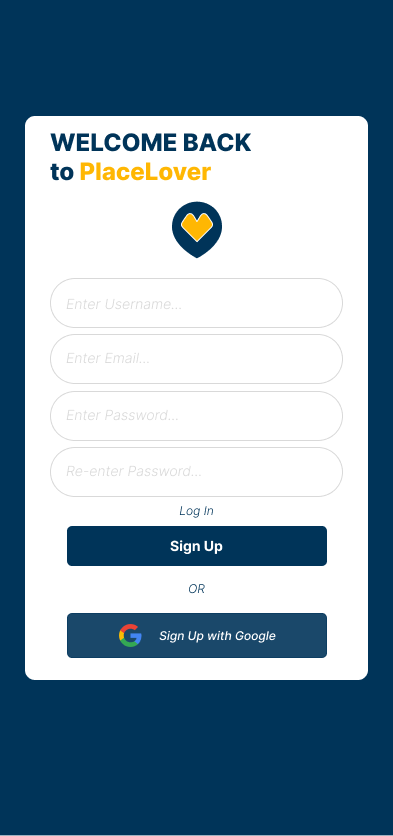 WELCOME BACK
to PlaceLover
Enter Username...
Enter Email...
Enter Password...
Re-enter Password...
Log In
Sign Up
OR
Sign Up with Google